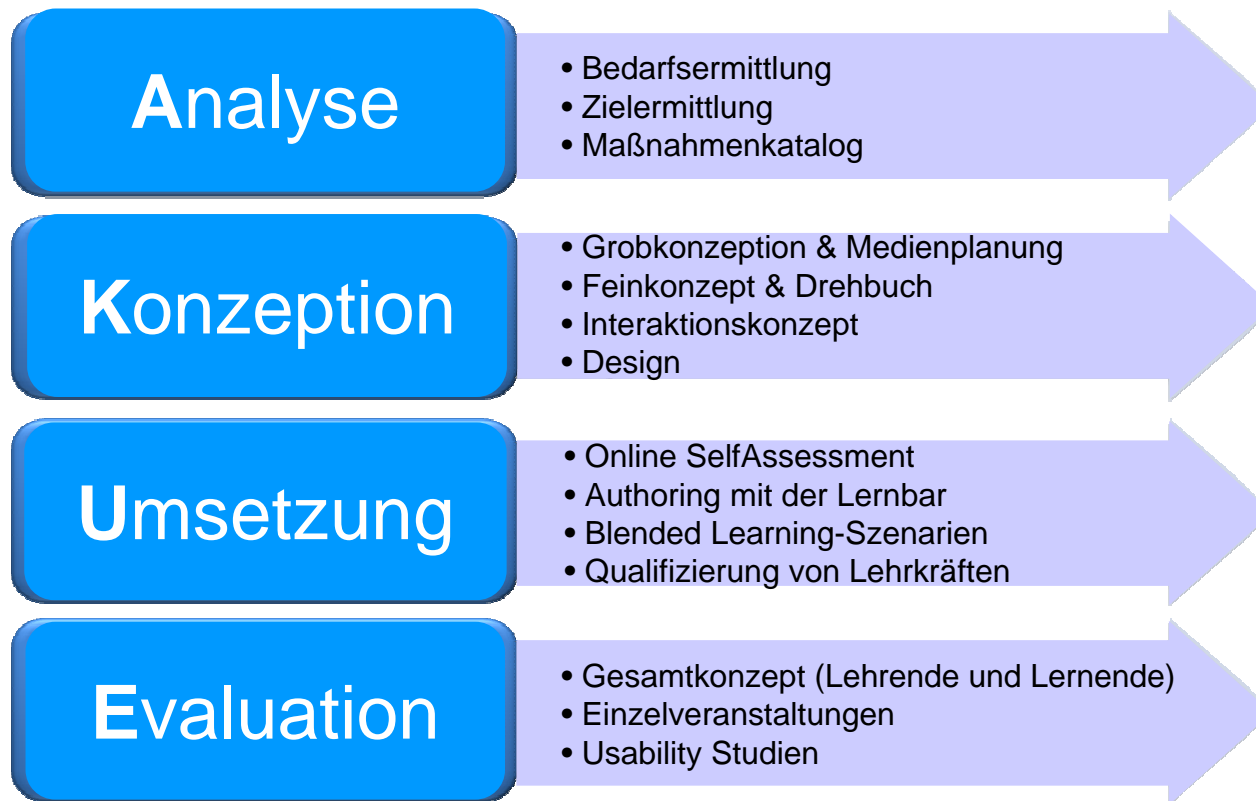 Analyse
• Bedarfsermittlung
• Zielermittlung
• Maßnahmenkatalog
Konzeption
• Grobkonzeption & Medienplanung
• Feinkonzept & Drehbuch
• Interaktionskonzept
• Design
Umsetzung
• Online SelfAssessment
• Authoring mit der Lernbar
• Blended Learning-Szenarien
• Qualifizierung von Lehrkräften
Evaluation
• Gesamtkonzept (Lehrende und Lernende)
• Einzelveranstaltungen
• Usability Studien